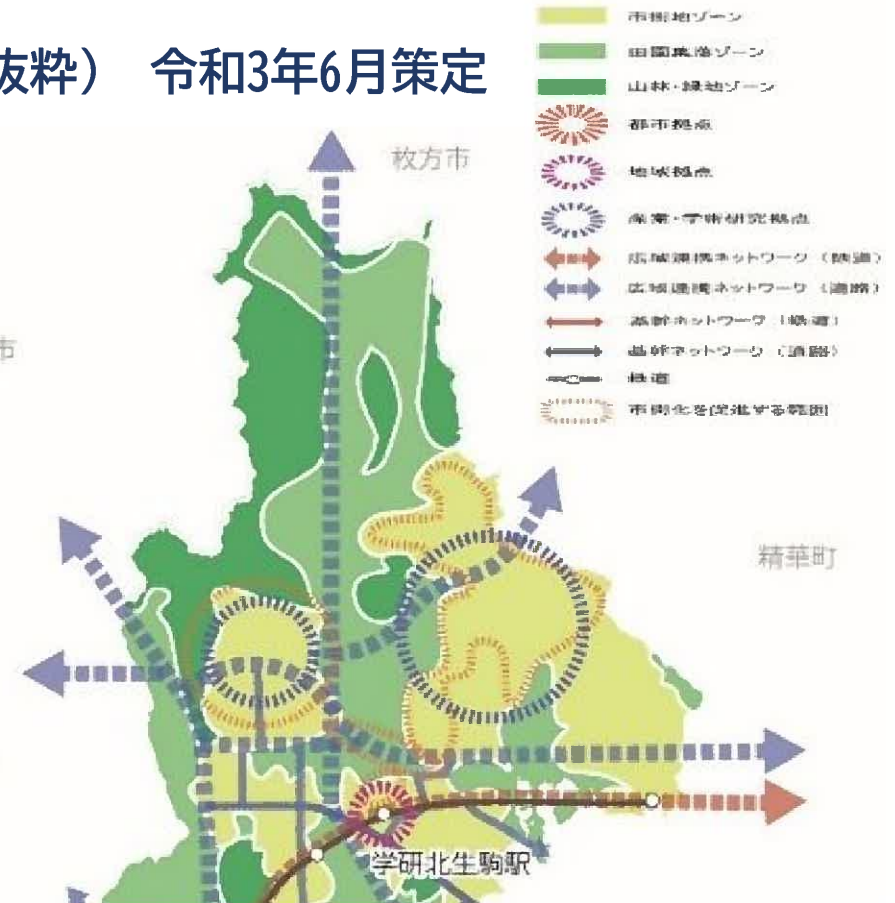 抜粋） 令和3年6月策定
市街地ゾーン
田園集落ゾーン
山林・緑地ゾーン
都市拠点
地域拠点
産業・学術研究拠点
広域連携ネットワーク（鉄道）
広域連携ネットワーク（道路）
基幹ネットワーク（鉄道）
基幹ネットワーク（道路）
鉄道
市街化を促進する範囲
枚方市
市
精華町
学研北生駒駅